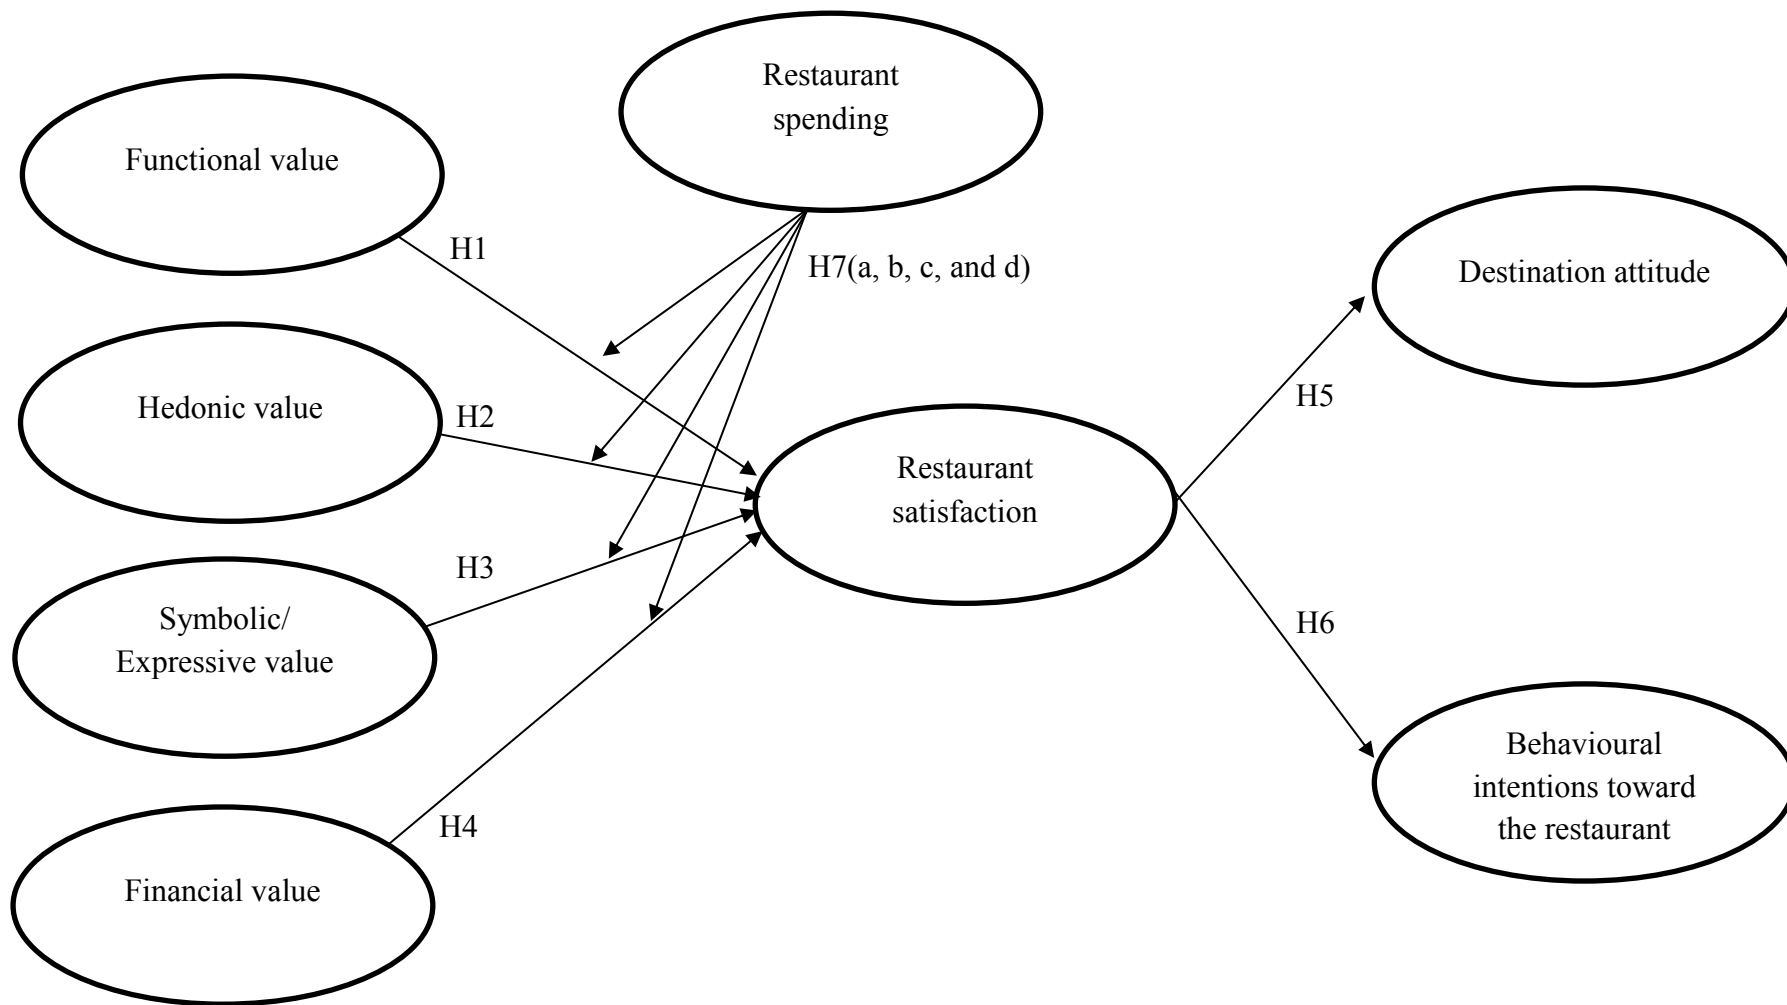 Restaurant
spending
Functional value
H1
H7(a, b, c, and d)
Destination attitude
Hedonic value
H2
H5
Restaurant
satisfaction
H3
Symbolic/
Expressive value
H6
Behavioural
intentions toward
the restaurant
H4
Financial value